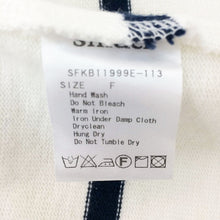 SFKB11999E-113
SIZE F
Hand Wash
Do Not Bleach
Warm Iron
Iron Under Damp Cloth
Dryclean
Hung Dry
Do Not Tumble Dry
F